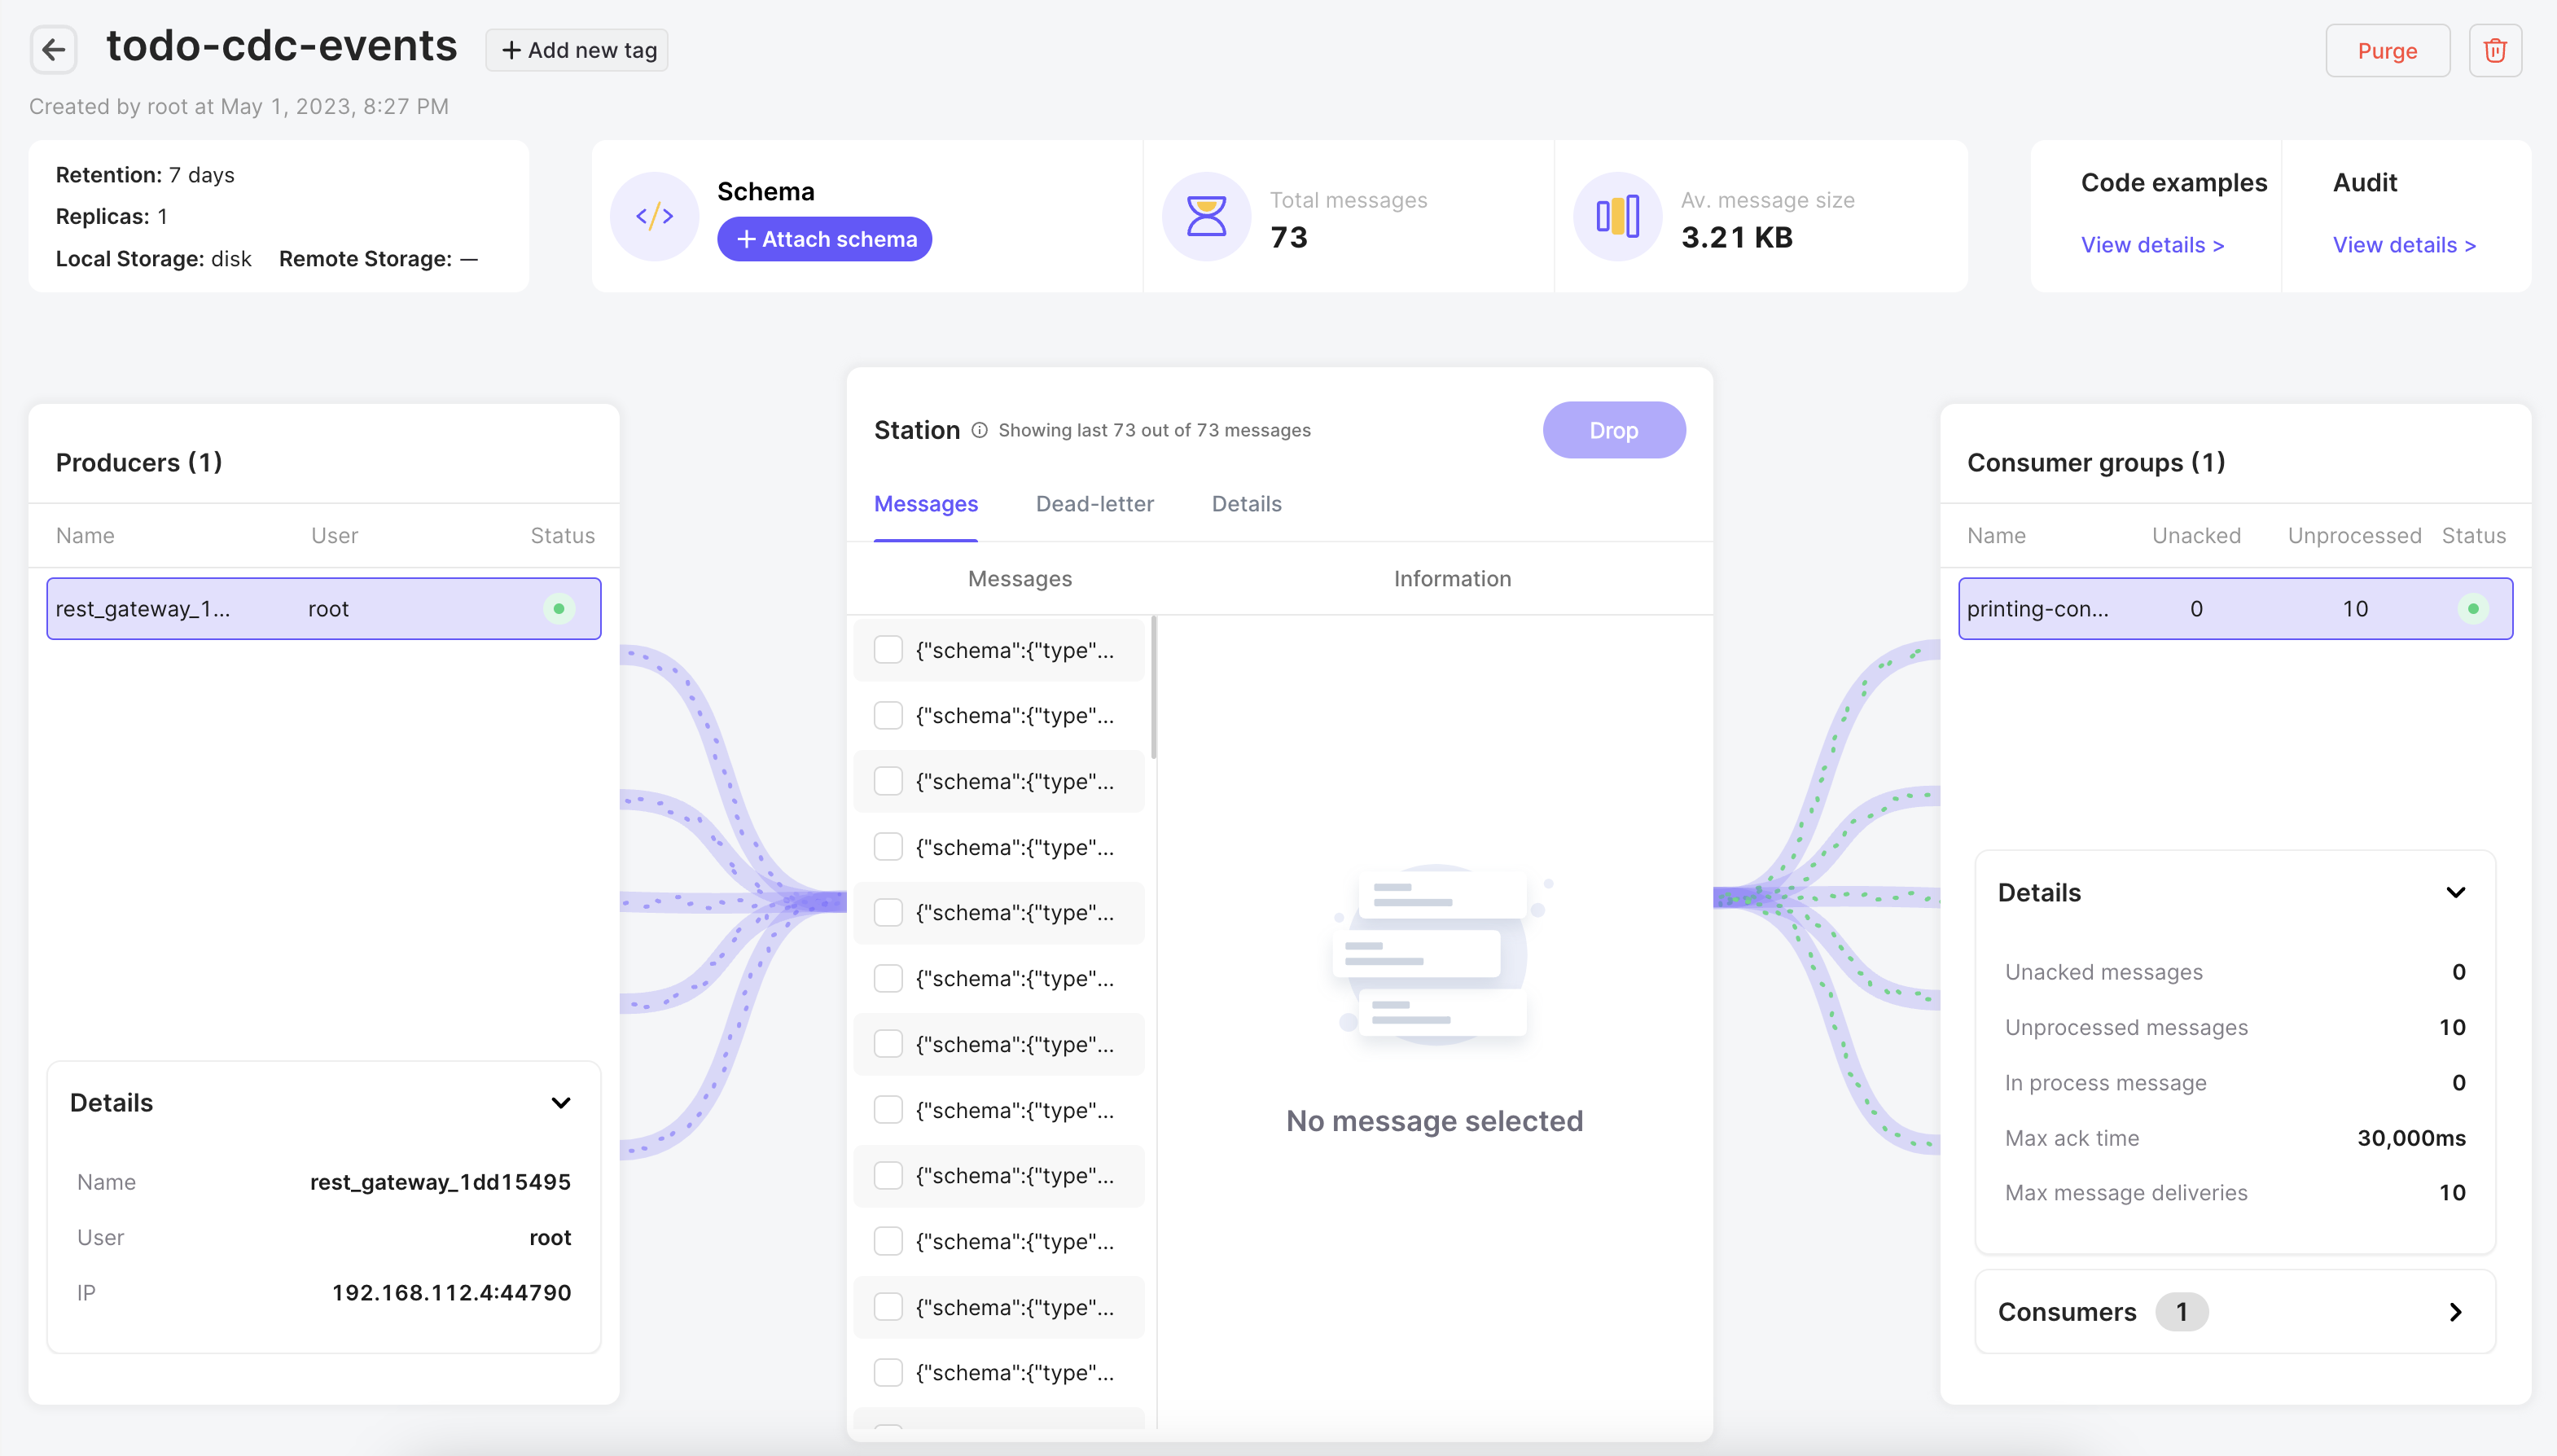 todo-cdc-events
+ Add new tag
Purge
Created by root at May 1, 2023, 8:27 PM
Retention: 7 days
Replicas: 1
Local Storage: disk Remote Storage: —
Schema
+ Attach schema
Total messages
73
Av. message size
3.21 KB
Code examples
View details >
Audit
View details >
Producers (1)
Name User Status
rest_gateway_1... root
Details
Name rest_gateway_1dd15495
User root
IP 192.168.112.4:44790
Station Showing last 73 out of 73 messages
Drop
Messages Dead-letter Details
Messages Information
{"schema":{"type"...
{"schema":{"type"...
{"schema":{"type"...
{"schema":{"type"...
{"schema":{"type"...
{"schema":{"type"...
{"schema":{"type"...
{"schema":{"type"...
{"schema":{"type"...
{"schema":{"type"...
{"schema":{"type"...
{"schema":{"type"...
No message selected
Consumer groups (1)
Name Unacked Unprocessed Status
printing-con... 0 10
Details
Unacked messages 0
Unprocessed messages 10
In process message 0
Max ack time 30,000ms
Max message deliveries 10
Consumers 1